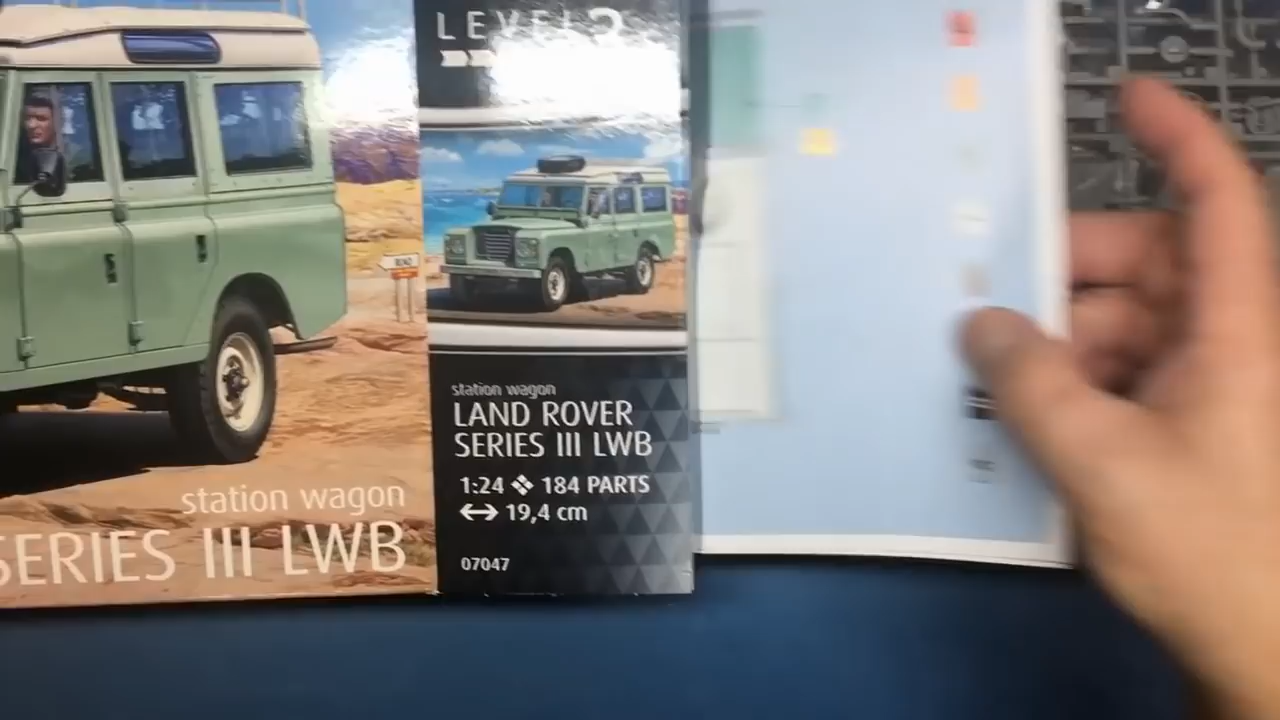 station wagon
SERIES III LWB
LEVEL 3
station wagon
LAND ROVER
SERIES III LWB
1:24 ❖ 184 PARTS
↔ 19,4 cm
07047